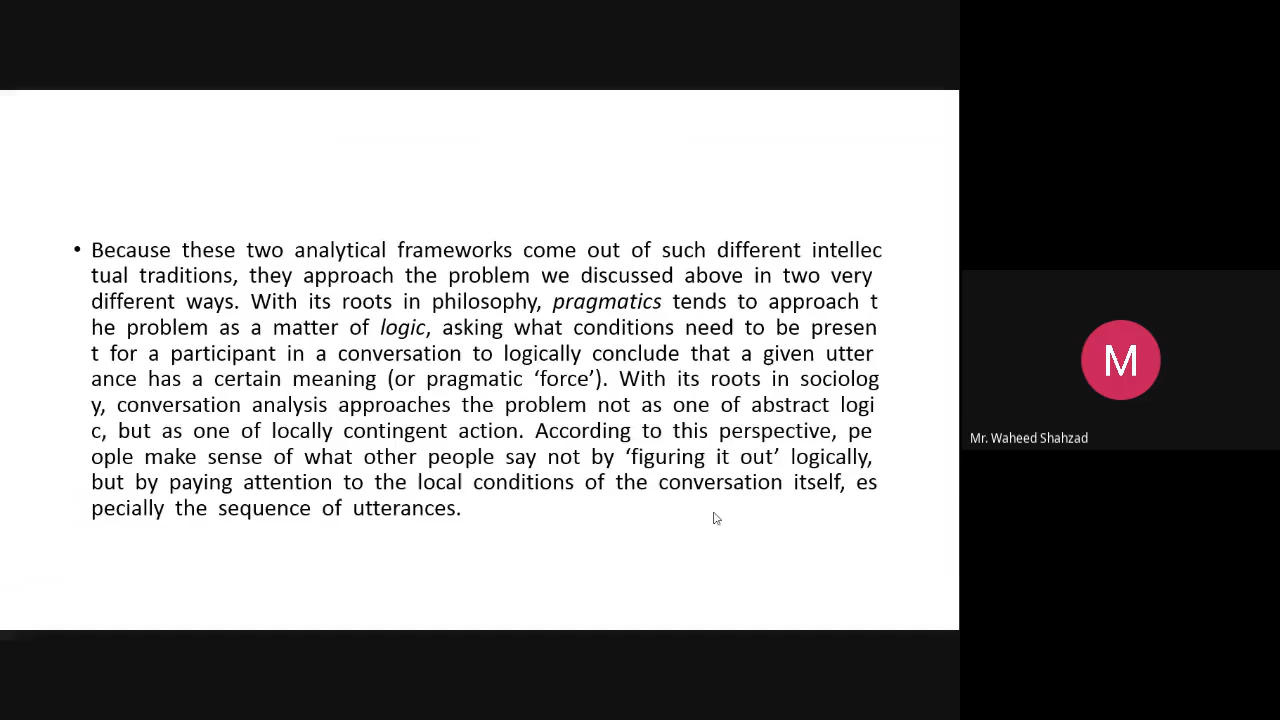 • Because these two analytical frameworks come out of such different intellec
tual traditions, they approach the problem we discussed above in two very
different ways. With its roots in philosophy, pragmatics tends to approach t
he problem as a matter of logic, asking what conditions need to be presen
t for a participant in a conversation to logically conclude that a given utter
ance has a certain meaning (or pragmatic ‘force’). With its roots in sociolog
y, conversation analysis approaches the problem not as one of abstract logi
c, but as one of locally contingent action. According to this perspective, pe
ople make sense of what other people say not by ‘figuring it out’ logically,
but by paying attention to the local conditions of the conversation itself, es
pecially the sequence of utterances.
M
Mr. Waheed Shahzad